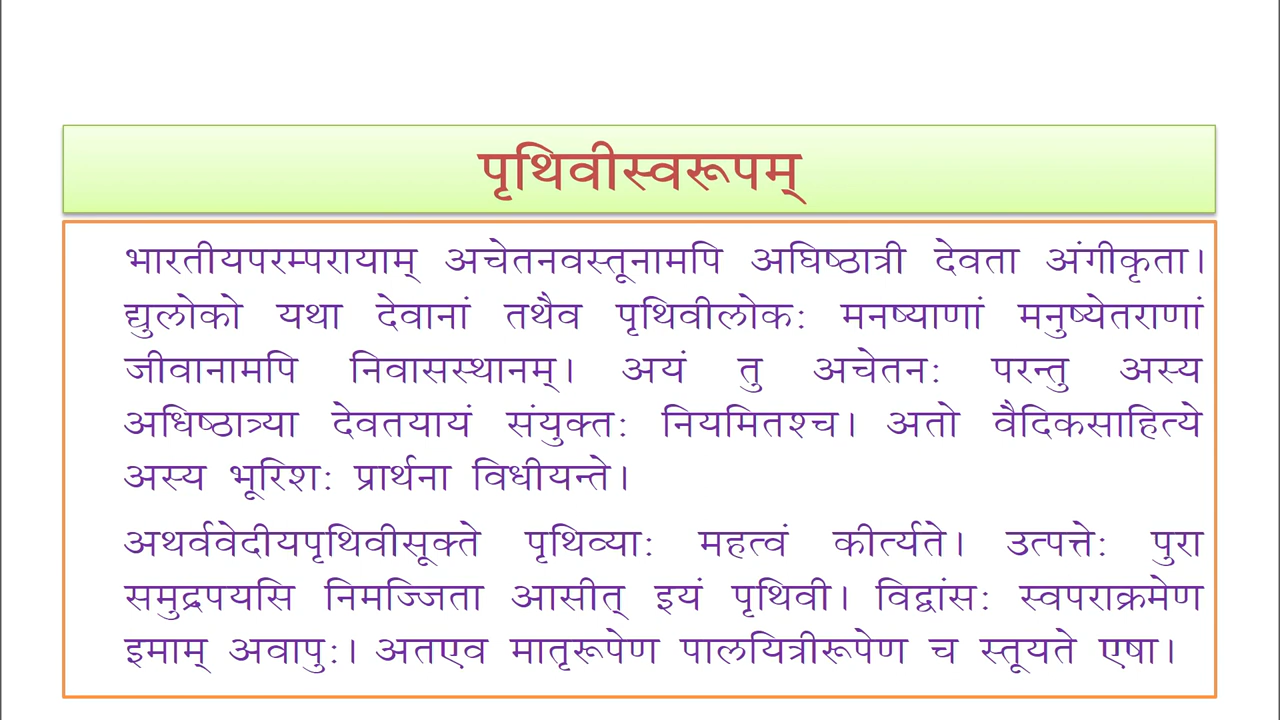 पृथिवीस्वरूपम्
भारतीयपरम्परायाम् अचेतनवस्तूनामपि अघिष्ठात्री देवता अंगीकृता।
द्युलोको यथा देवानां तथैव पृथिवीलोकः मनष्याणां मनुष्येतराणां
जीवानामपि निवासस्थानम्। अयं तु अचेतनः परन्तु अस्य
अधिष्ठात्र्या देवतयायं संयुक्तः नियमितश्च। अतो वैदिकसाहित्ये
अस्य भूरिशः प्रार्थना विधीयन्ते।
अथर्ववेदीयपृथिवीसूक्ते पृथिव्याः महत्वं कीर्त्यते। उत्पत्तेः पुरा
समुद्रपयसि निमज्जिता आसीत् इयं पृथिवी। विद्वांसः स्वपराक्रमेण
इमाम् अवापुः। अतएव मातृरूपेण पालयित्रीरूपेण च स्तूयते एषा।